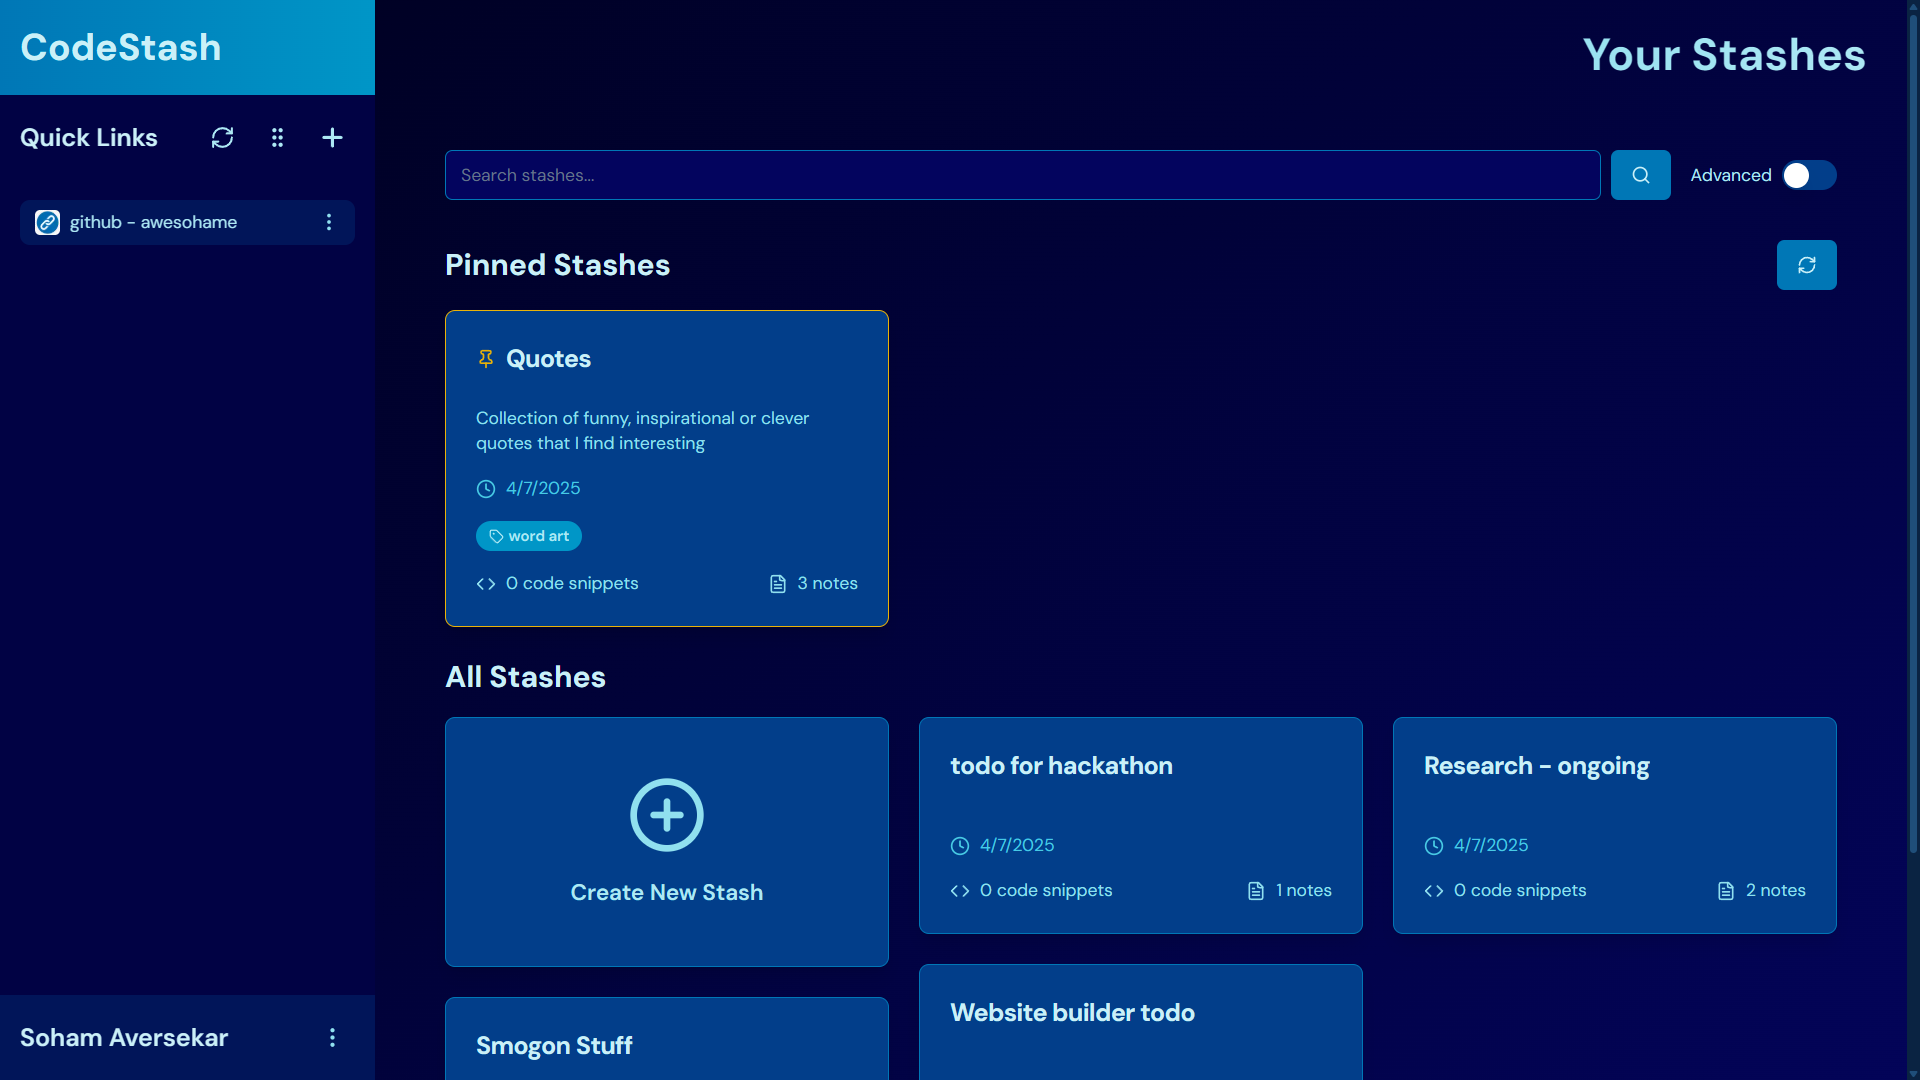 CodeStash
Quick Links
github - awesohame
Soham Aversekar
Your Stashes
Search stashes...
Advanced
Pinned Stashes
Quotes
Collection of funny, inspirational or clever
quotes that I find interesting
4/7/2025
word art
0 code snippets
3 notes
All Stashes
Create New Stash
todo for hackathon
4/7/2025
0 code snippets
1 notes
Research - ongoing
4/7/2025
0 code snippets
2 notes
Smogon Stuff
Website builder todo